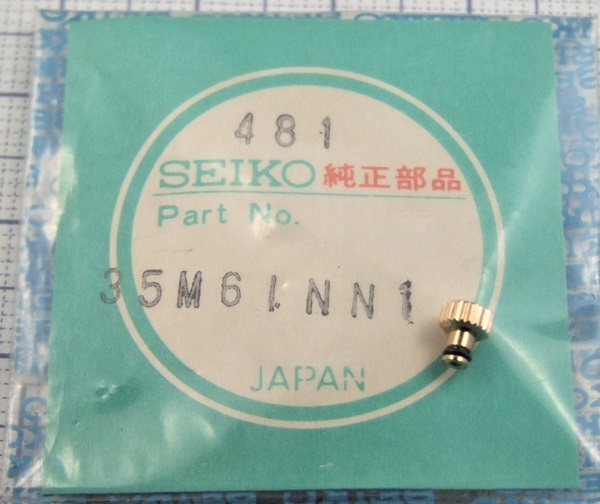 481
SEIKO 純正部品
Part No.
35M61NN1
JAPAN